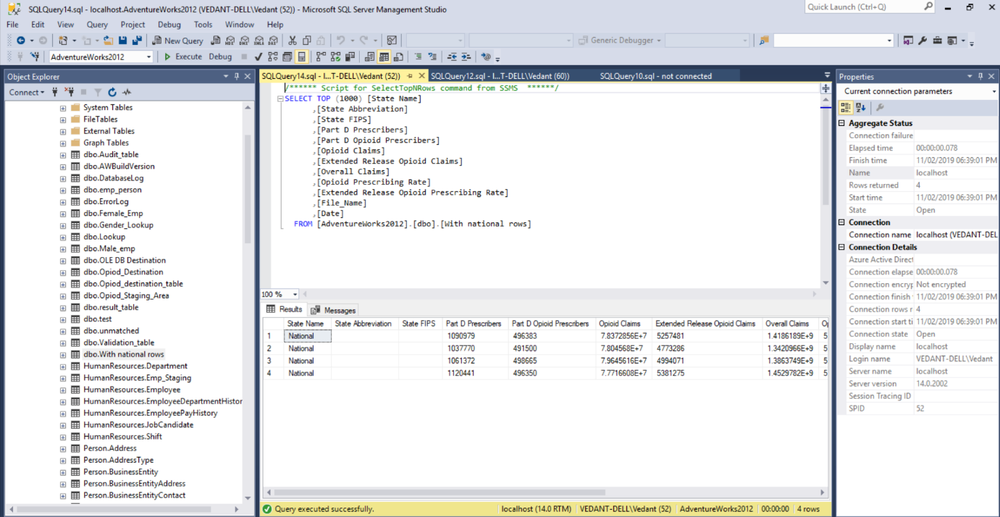 SQLQuery14.sql - localhost.AdventureWorks2012 (VEDANT-DELL\Vedant (52)) - Microsoft SQL Server Management Studio
Quick Launch (Ctrl+Q)
File Edit View Query Project Debug Tools Window Help
New Query
Generic Debugger
AdventureWorks2012
Execute Debug
Object Explorer
Connect
System Tables
FileTables
External Tables
Graph Tables
dbo.Audit_table
dbo.AWBuildVersion
dbo.DatabaseLog
dbo.emp_person
dbo.ErrorLog
dbo.Female_Emp
dbo.Gender_Lookup
dbo.Lookup
dbo.Male_emp
dbo.OLE DB Destination
dbo.Opiod_Destination
dbo.Opiod_destination_table
dbo.Opiod_Staging_Area
dbo.result_table
dbo.test
dbo.unmatched
dbo.Validation_table
dbo.With national rows
HumanResources.Department
HumanResources.Emp_Staging
HumanResources.Employee
HumanResources.EmployeeDepartmentHistor
HumanResources.EmployeePayHistory
HumanResources.JobCandidate
HumanResources.Shift
Person.Address
Person.AddressType
Person.BusinessEntity
Person.BusinessEntityAddress
Person.BusinessEntityContact
SQLQuery14.sql - l...T-DELL\Vedant (52)) SQLQuery12.sql - l...T-DELL\Vedant (60)) SQLQuery10.sql - not connected
/****** Script for SelectTopNRows command from SSMS ******/
SELECT TOP (1000) [State Name]
,[State Abbreviation]
,[State FIPS]
,[Part D Prescribers]
,[Part D Opioid Prescribers]
,[Opioid Claims]
,[Extended Release Opioid Claims]
,[Overall Claims]
,[Opioid Prescribing Rate]
,[Extended Release Opioid Prescribing Rate]
,[File_Name]
,[Date]
FROM [AdventureWorks2012].[dbo].[With national rows]
100 %
Results Messages
State Name State Abbreviation State FIPS Part D Prescribers Part D Opioid Prescribers Opioid Claims Extended Release Opioid Claims Overall Claims Op
1 National 1090979 496383 7.8372856E+7 5257481 1.4186189E+9 5
2 National 1037770 491500 7.804568E+7 4773286 1.3420966E+9 5
3 National 1061372 498665 7.9645616E+7 4994071 1.3863749E+9 5
4 National 1120441 496350 7.7716608E+7 5381275 1.4529782E+9 5
Query executed successfully. localhost (14.0 RTM) VEDANT-DELL\Vedant (52) AdventureWorks2012 00:00:00 4 rows
Properties
Current connection parameters
Aggregate Status
Connection failure
Elapsed time 00:00:00.078
Finish time 11/02/2019 06:39:01 PM
Name localhost
Rows returned 4
Start time 11/02/2019 06:39:01 PM
State Open
Connection
Connection name localhost (VEDANT-DEL
Connection Details
Azure Active Direct
Connection elapse 00:00:00.078
Connection encryp Not encrypted
Connection finish 11/02/2019 06:39:01 PM
Connection rows r 4
Connection start ti 11/02/2019 06:39:01 PM
Connection state Open
Display name localhost
Login name VEDANT-DELL\Vedant
Server name localhost
Server version 14.0.2002
Session Tracing ID
SPID 52